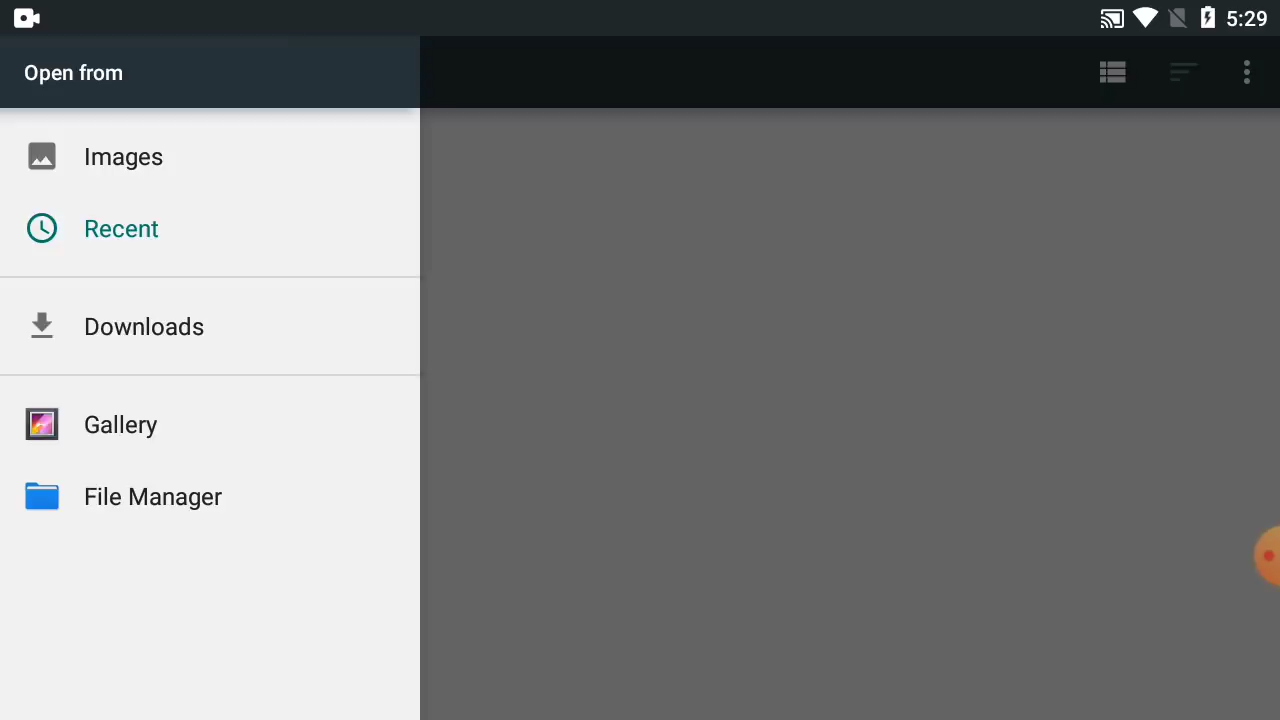 5:29
Open from
Images
Recent
Downloads
Gallery
File Manager